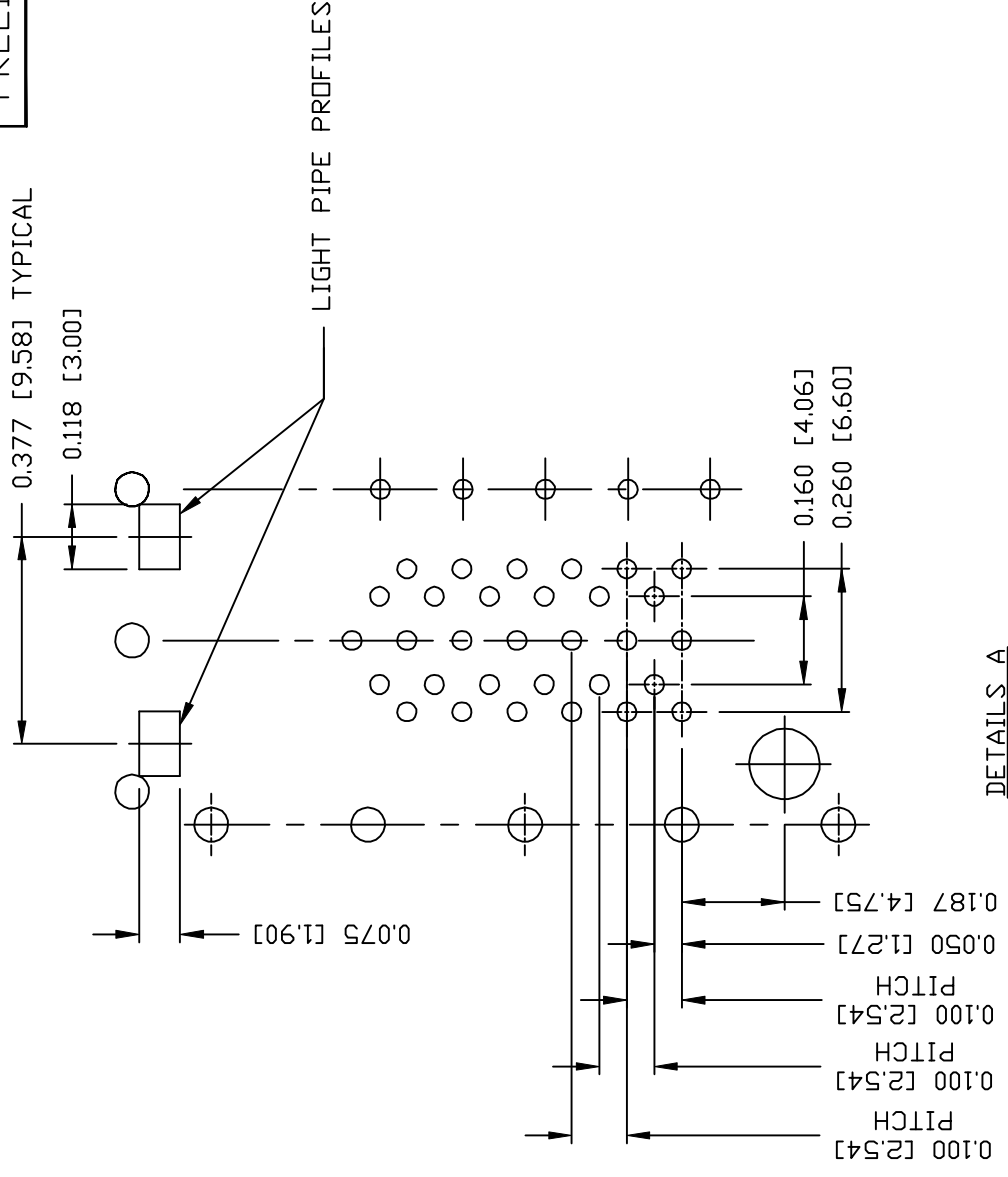 0.377 [9.58] TYPICAL
0.118 [3.00]
LIGHT PIPE PROFILES
0.160 [4.06]
0.260 [6.60]
0.075 [1.90]
0.187 [4.75]
0.050 [1.27]
0.100 [2.54]
PITCH
0.100 [2.54]
PITCH
0.100 [2.54]
PITCH
DETAILS A